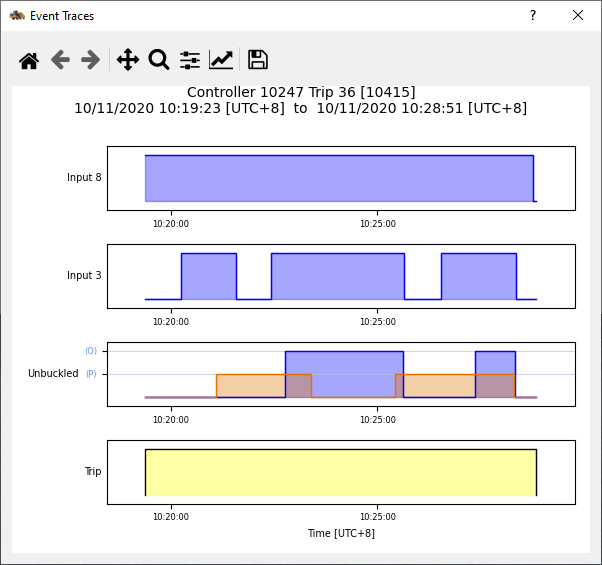 Event Traces
?
Controller 10247 Trip 36 [10415]
10/11/2020 10:19:23 [UTC+8]  to  10/11/2020 10:28:51 [UTC+8]
Input 8
10:20:00 10:25:00
Input 3
10:20:00 10:25:00
(O)
Unbuckled (P)
10:20:00 10:25:00
Trip
10:20:00 10:25:00
Time [UTC+8]